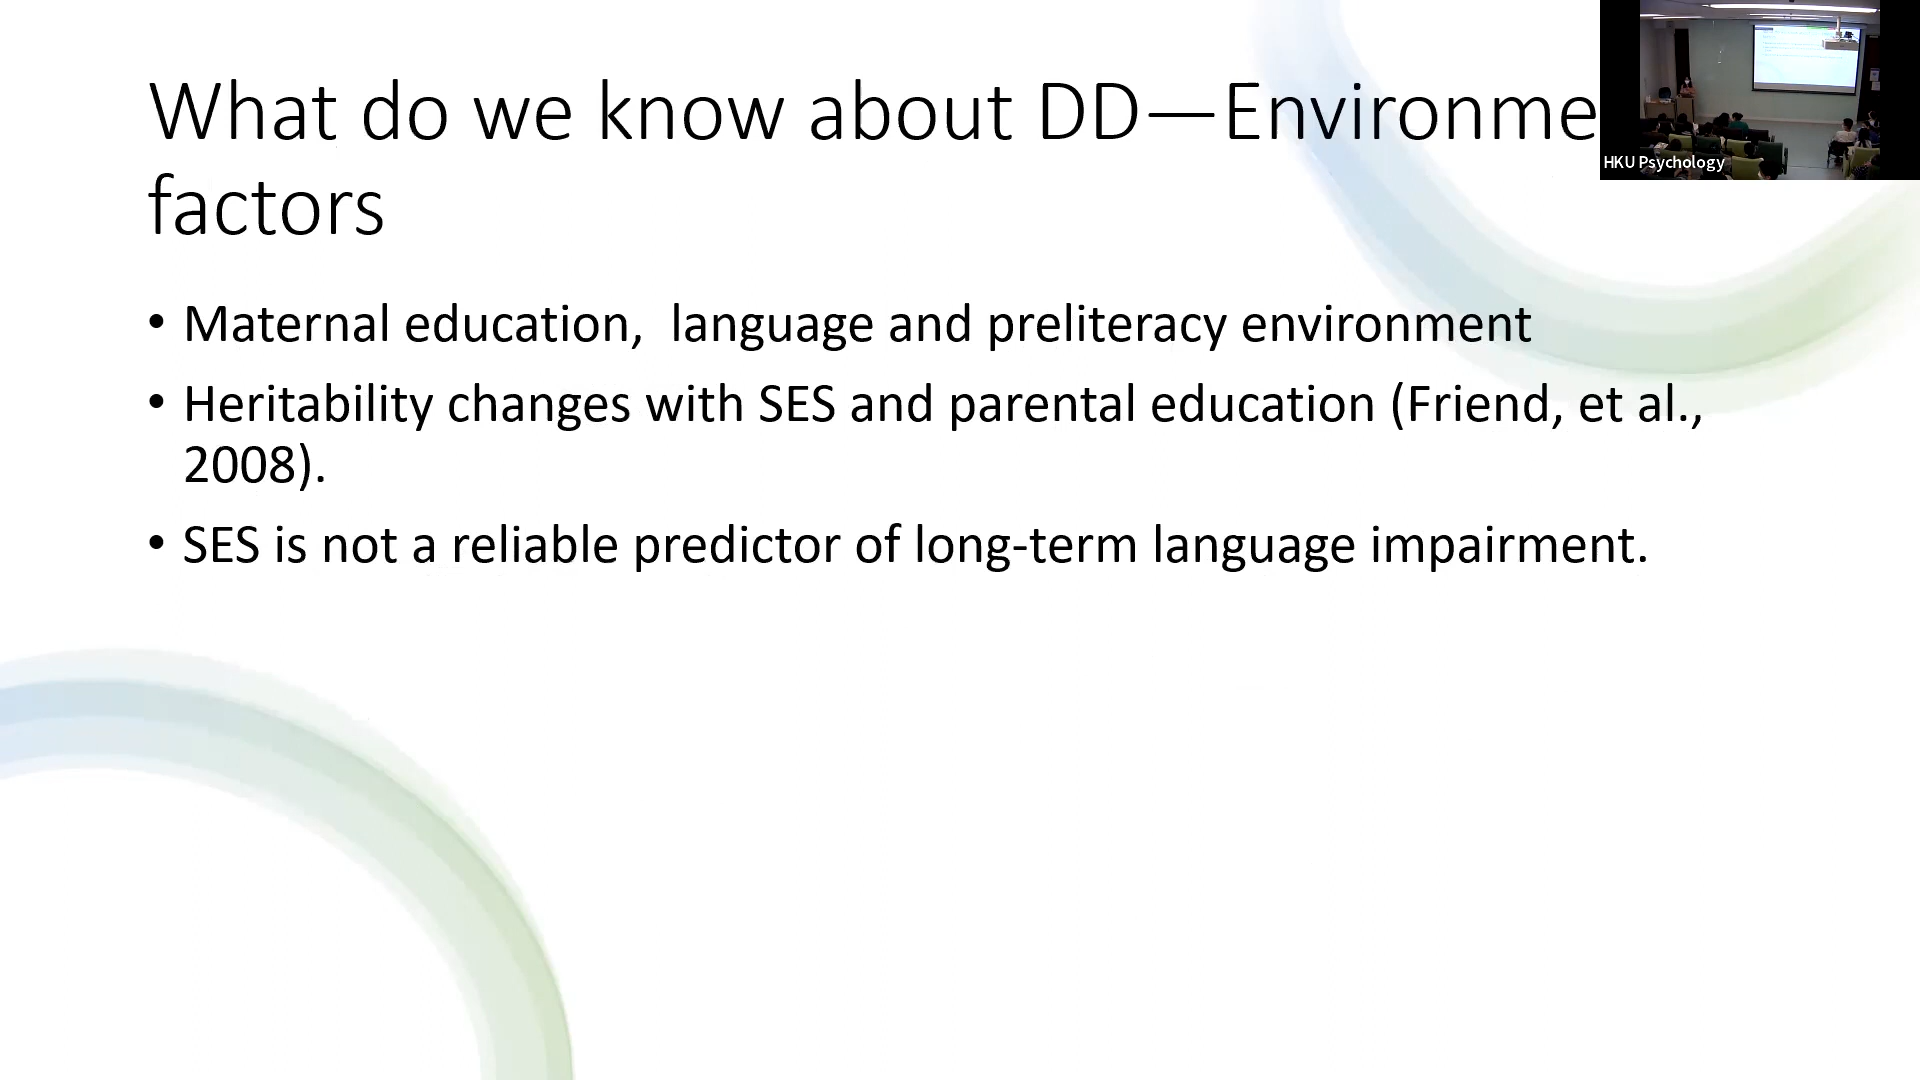 What do we know about DD—Environme
factors
HKU Psychology
• Maternal education,  language and preliteracy environment
• Heritability changes with SES and parental education (Friend, et al.,
2008).
• SES is not a reliable predictor of long-term language impairment.